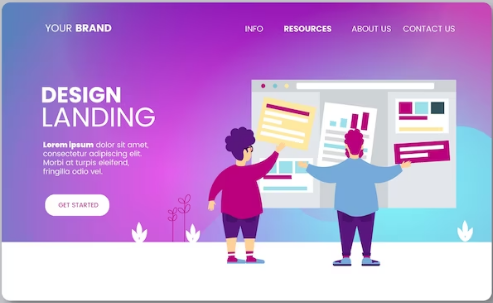 YOUR BRAND
INFO
RESOURCES
ABOUT US
CONTACT US
DESIGN
LANDING
Lorem ipsum dolor sit amet,
consectetur adipiscing elit.
Morbi at turpis eleifend,
fringilla odio vel.
GET STARTED